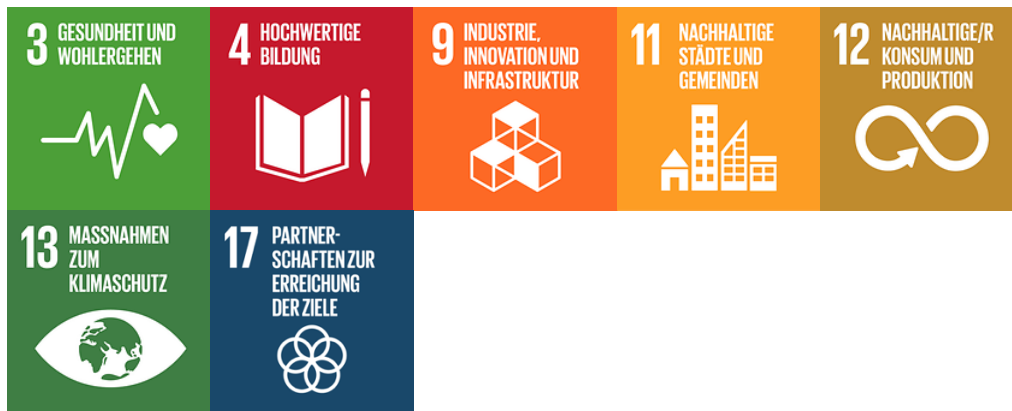 3 GESUNDHEIT UND
WOHLERGEHEN
4 HOCHWERTIGE
BILDUNG
9 INDUSTRIE,
INNOVATION UND
INFRASTRUKTUR
11 NACHHALTIGE
STÄDTE UND
GEMEINDEN
12 NACHHALTIGE/R
KONSUM UND
PRODUKTION
13 MASSNAHMEN
ZUM
KLIMASCHUTZ
17 PARTNER-
SCHAFTEN ZUR
ERREICHUNG
DER ZIELE